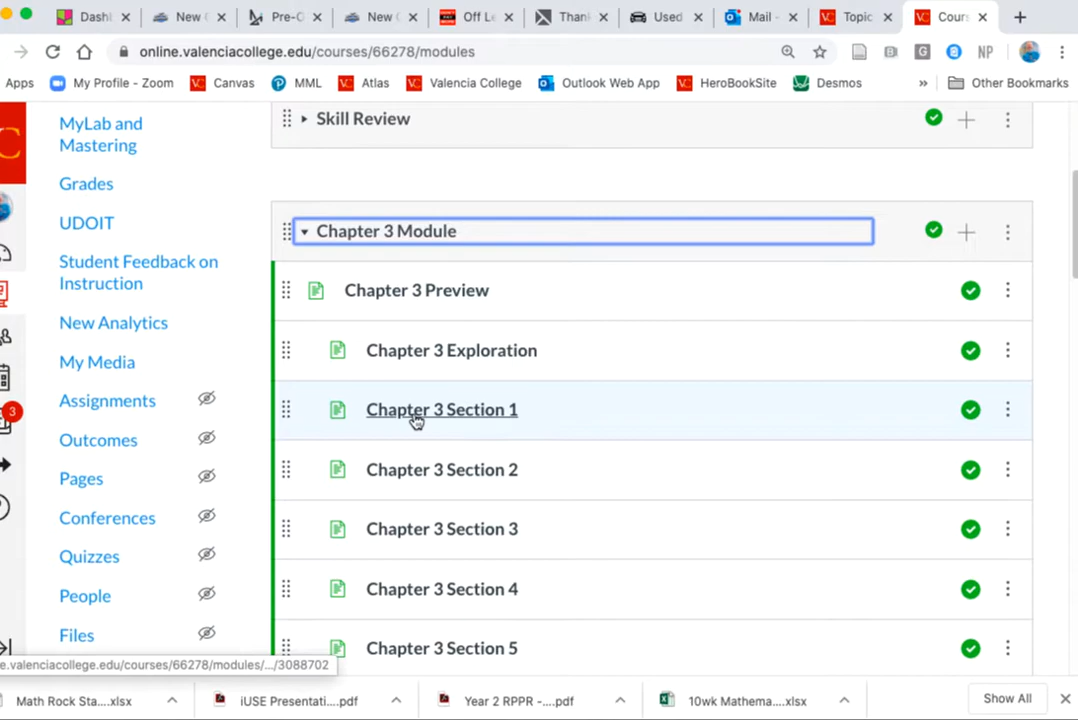 Dashl
New (
Pre-C
New (
Off Le
Thank
Used
Mail -
Topic
Cours
online.valenciacollege.edu/courses/66278/modules
NP
Apps
My Profile - Zoom
Canvas
MML
Atlas
Valencia College
Outlook Web App
HeroBookSite
Desmos
»
Other Bookmarks
MyLab and
Mastering
Grades
UDOIT
Student Feedback on
Instruction
New Analytics
My Media
Assignments
Outcomes
Pages
Conferences
Quizzes
People
Files
3
Skill Review
Chapter 3 Module
Chapter 3 Preview
Chapter 3 Exploration
Chapter 3 Section 1
Chapter 3 Section 2
Chapter 3 Section 3
Chapter 3 Section 4
Chapter 3 Section 5
e.valenciacollege.edu/courses/66278/modules/.../3088702
Math Rock Sta....xlsx
iUSE Presentati....pdf
Year 2 RPPR -....pdf
10wk Mathema....xlsx
Show All